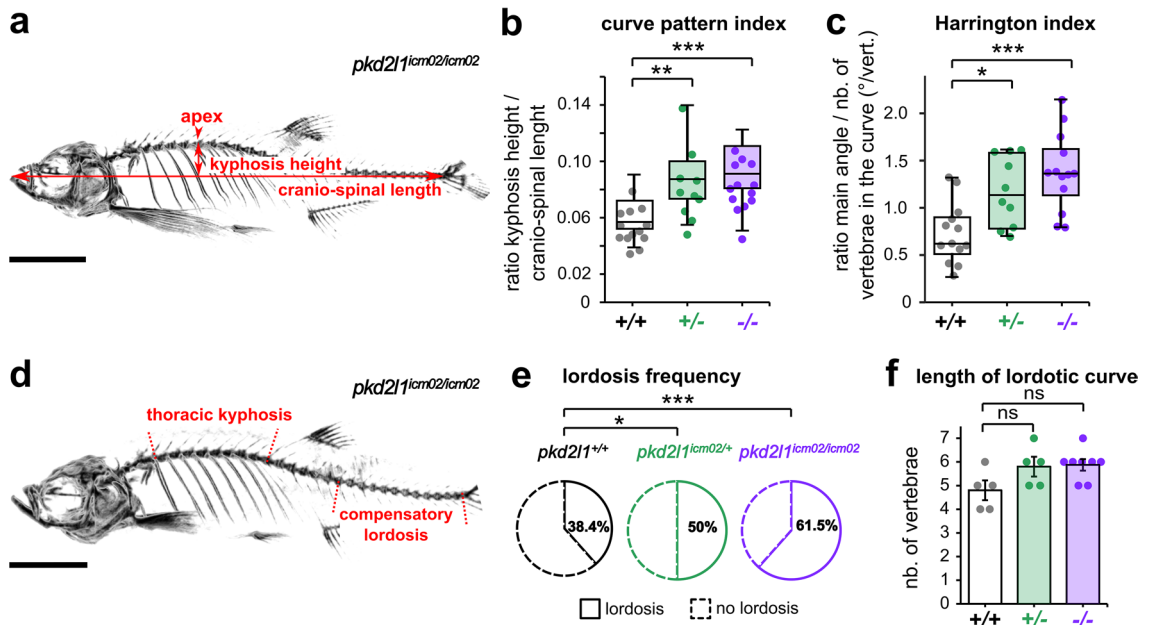 a
pkd2l1icm02/icm02
apex
kyphosis height
cranio-spinal length
b
curve pattern index
***
**
ratio kyphosis height /
cranio-spinal lenght
0.14
0.10
0.06
0.02
0
+/+
+/-
-/-
c
Harrington index
***
*
ratio main angle / nb. of
vertebrae in the curve (°/vert.)
2.0
1.5
1.0
0.5
0
+/+
+/-
-/-
d
pkd2l1icm02/icm02
thoracic kyphosis
compensatory
lordosis
e
lordosis frequency
***
*
pkd2l1+/+
pkd2l1icm02/+
pkd2l1icm02/icm02
38.4%
50%
61.5%
lordosis
no lordosis
f
length of lordotic curve
ns
ns
nb. of vertebrae
7
6
5
4
3
2
1
0
+/+
+/-
-/-